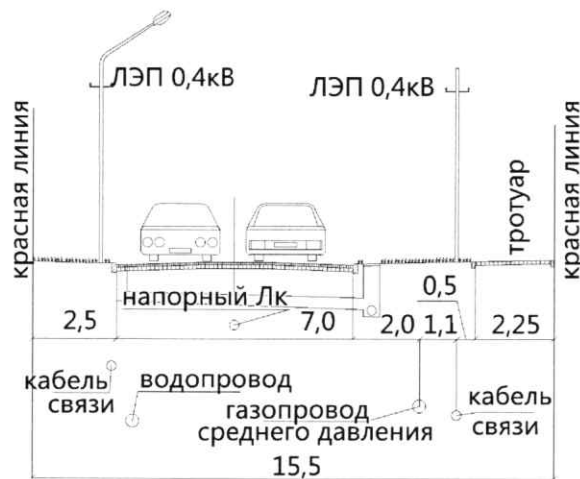 ЛЭП 0,4кВ
ЛЭП 0,4кВ
красная линия
тротуар
красная линия
напорный Лк
0,5
2,5
7,0
2,0
1,1
2,25
кабель
связи
водопровод
газопровод
среднего давления
кабель
связи
15,5